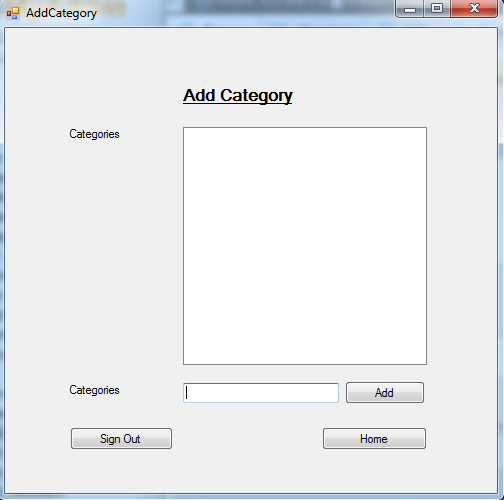 AddCategory
Add Category
Categories
Categories
Add
Sign Out
Home